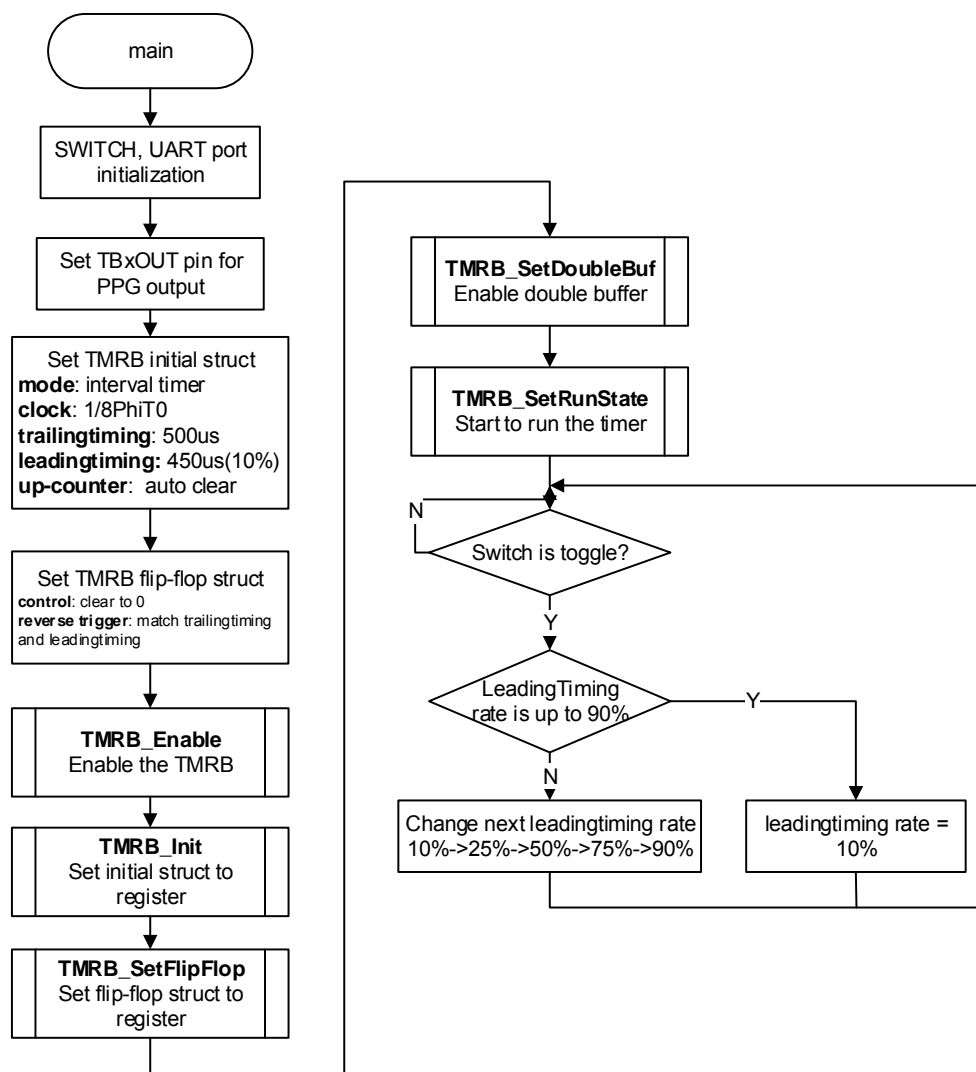 main
SWITCH, UART port
initialization
Set TBxOUT pin for
PPG output
Set TMRB initial struct
mode: interval timer
clock: 1/8PhiT0
trailingtiming: 500us
leadingtiming: 450us(10%)
up-counter: auto clear
Set TMRB flip-flop struct
control: clear to 0
reverse trigger: match trailingtiming
and leadingtiming
TMRB_Enable
Enable the TMRB
TMRB_Init
Set initial struct to
register
TMRB_SetFlipFlop
Set flip-flop struct to
register
TMRB_SetDoubleBuf
Enable double buffer
TMRB_SetRunState
Start to run the timer
N
Switch is toggle?
Y
LeadingTiming
rate is up to 90%
Y
N
Change next leadingtiming rate
10%->25%->50%->75%->90%
leadingtiming rate =
10%